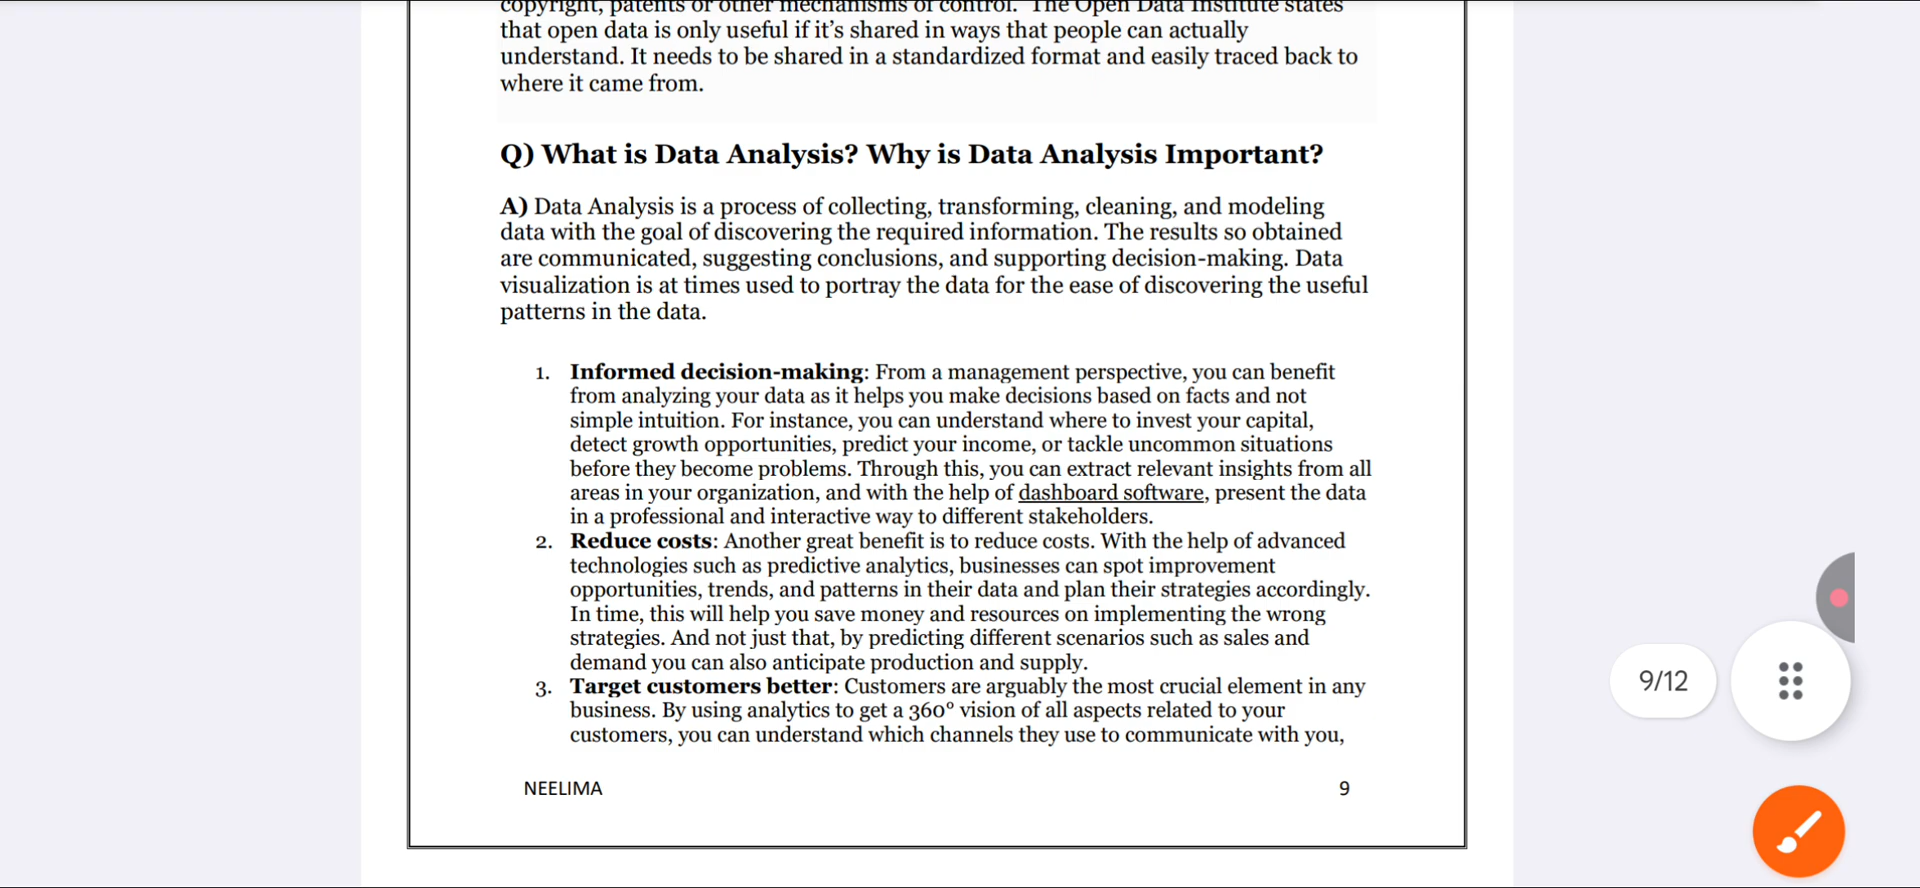 copyright, patents or other mechanisms of control. The Open Data Institute states
that open data is only useful if it’s shared in ways that people can actually
understand. It needs to be shared in a standardized format and easily traced back to
where it came from.
Q) What is Data Analysis? Why is Data Analysis Important?
A) Data Analysis is a process of collecting, transforming, cleaning, and modeling
data with the goal of discovering the required information. The results so obtained
are communicated, suggesting conclusions, and supporting decision-making. Data
visualization is at times used to portray the data for the ease of discovering the useful
patterns in the data.
1. Informed decision-making: From a management perspective, you can benefit
from analyzing your data as it helps you make decisions based on facts and not
simple intuition. For instance, you can understand where to invest your capital,
detect growth opportunities, predict your income, or tackle uncommon situations
before they become problems. Through this, you can extract relevant insights from all
areas in your organization, and with the help of dashboard software, present the data
in a professional and interactive way to different stakeholders.
2. Reduce costs: Another great benefit is to reduce costs. With the help of advanced
technologies such as predictive analytics, businesses can spot improvement
opportunities, trends, and patterns in their data and plan their strategies accordingly.
In time, this will help you save money and resources on implementing the wrong
strategies. And not just that, by predicting different scenarios such as sales and
demand you can also anticipate production and supply.
3. Target customers better: Customers are arguably the most crucial element in any
business. By using analytics to get a 360° vision of all aspects related to your
customers, you can understand which channels they use to communicate with you,
NEELIMA 9
9/12